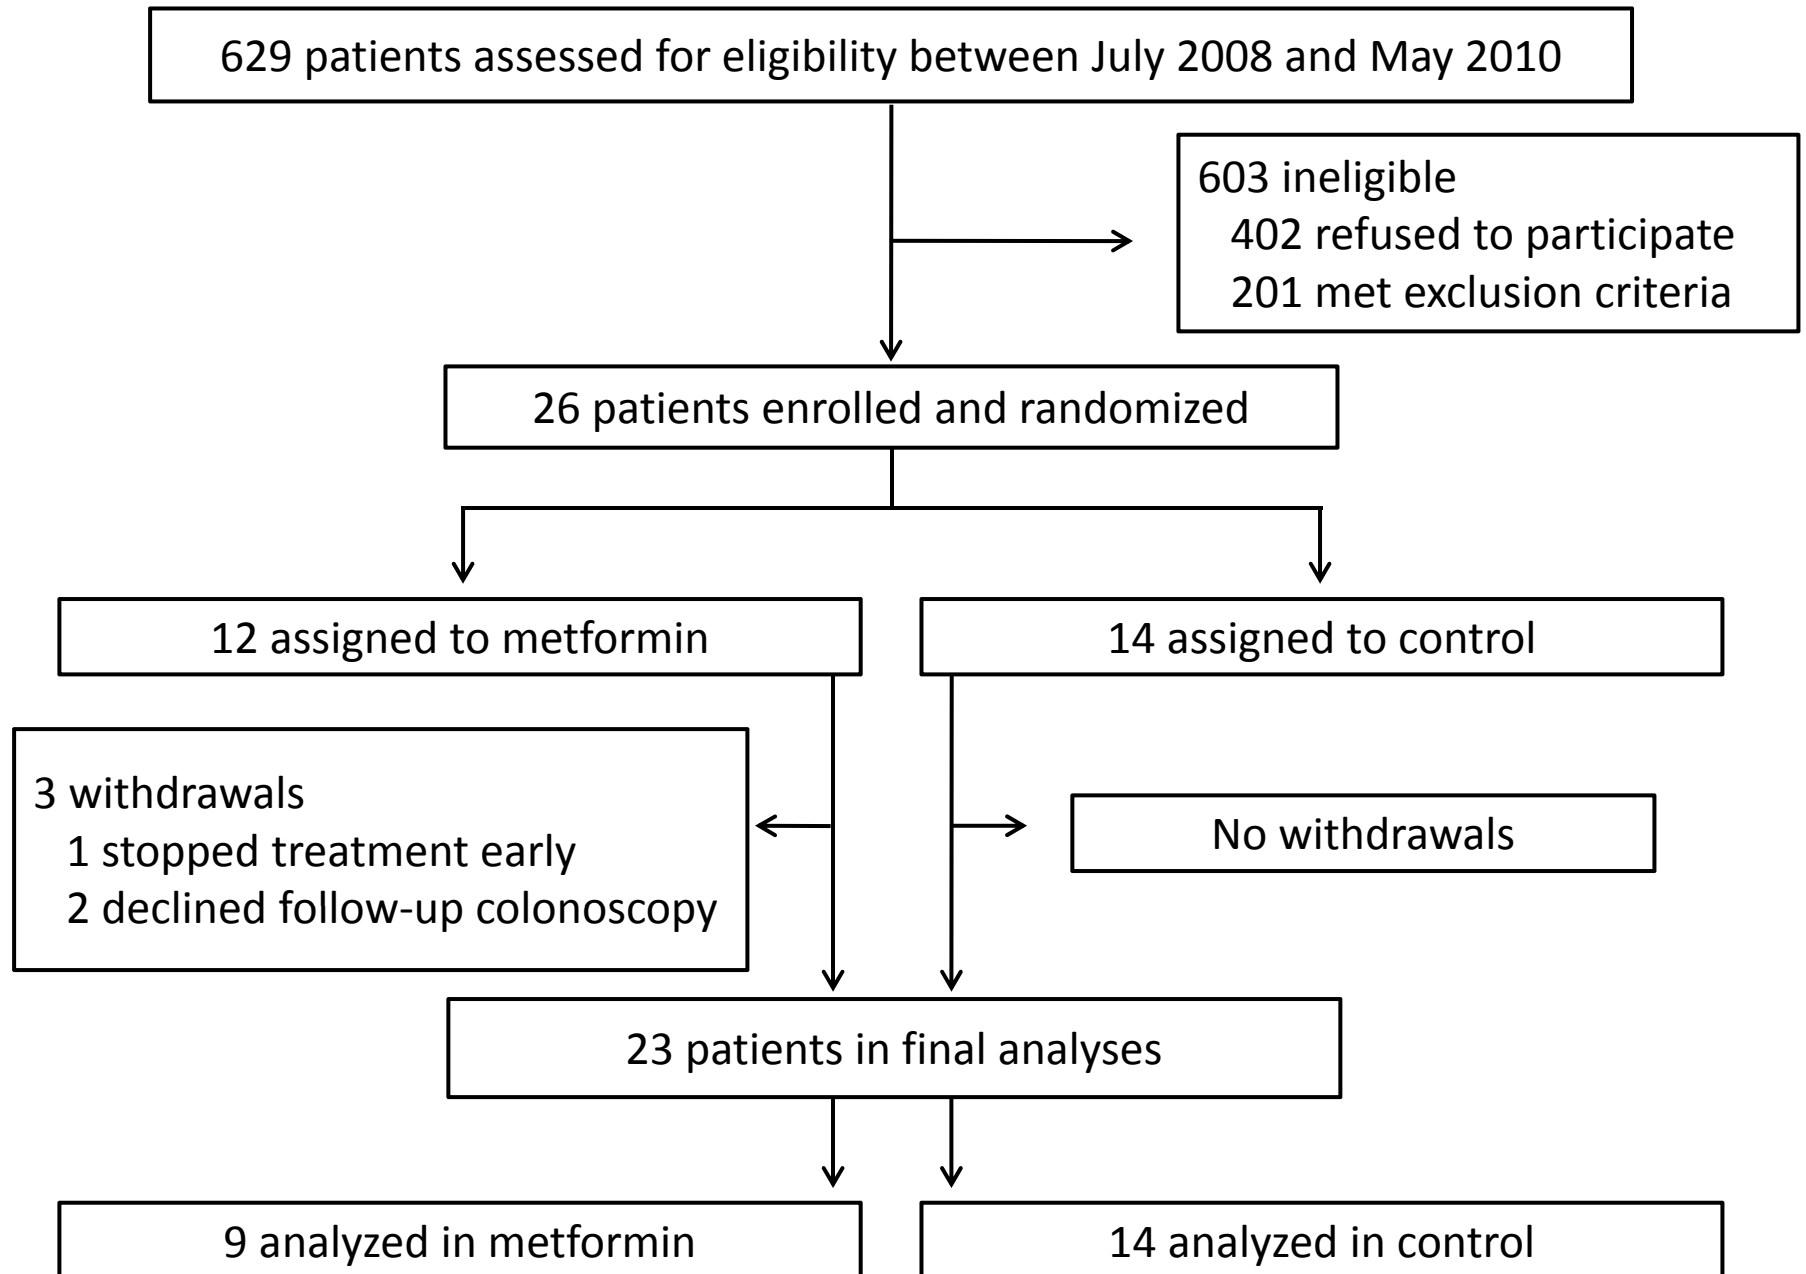 629 patients assessed for eligibility between July 2008 and May 2010
603 ineligible
402 refused to participate
201 met exclusion criteria
26 patients enrolled and randomized
12 assigned to metformin
14 assigned to control
3 withdrawals
1 stopped treatment early
2 declined follow-up colonoscopy
No withdrawals
23 patients in final analyses
9 analyzed in metformin
14 analyzed in control